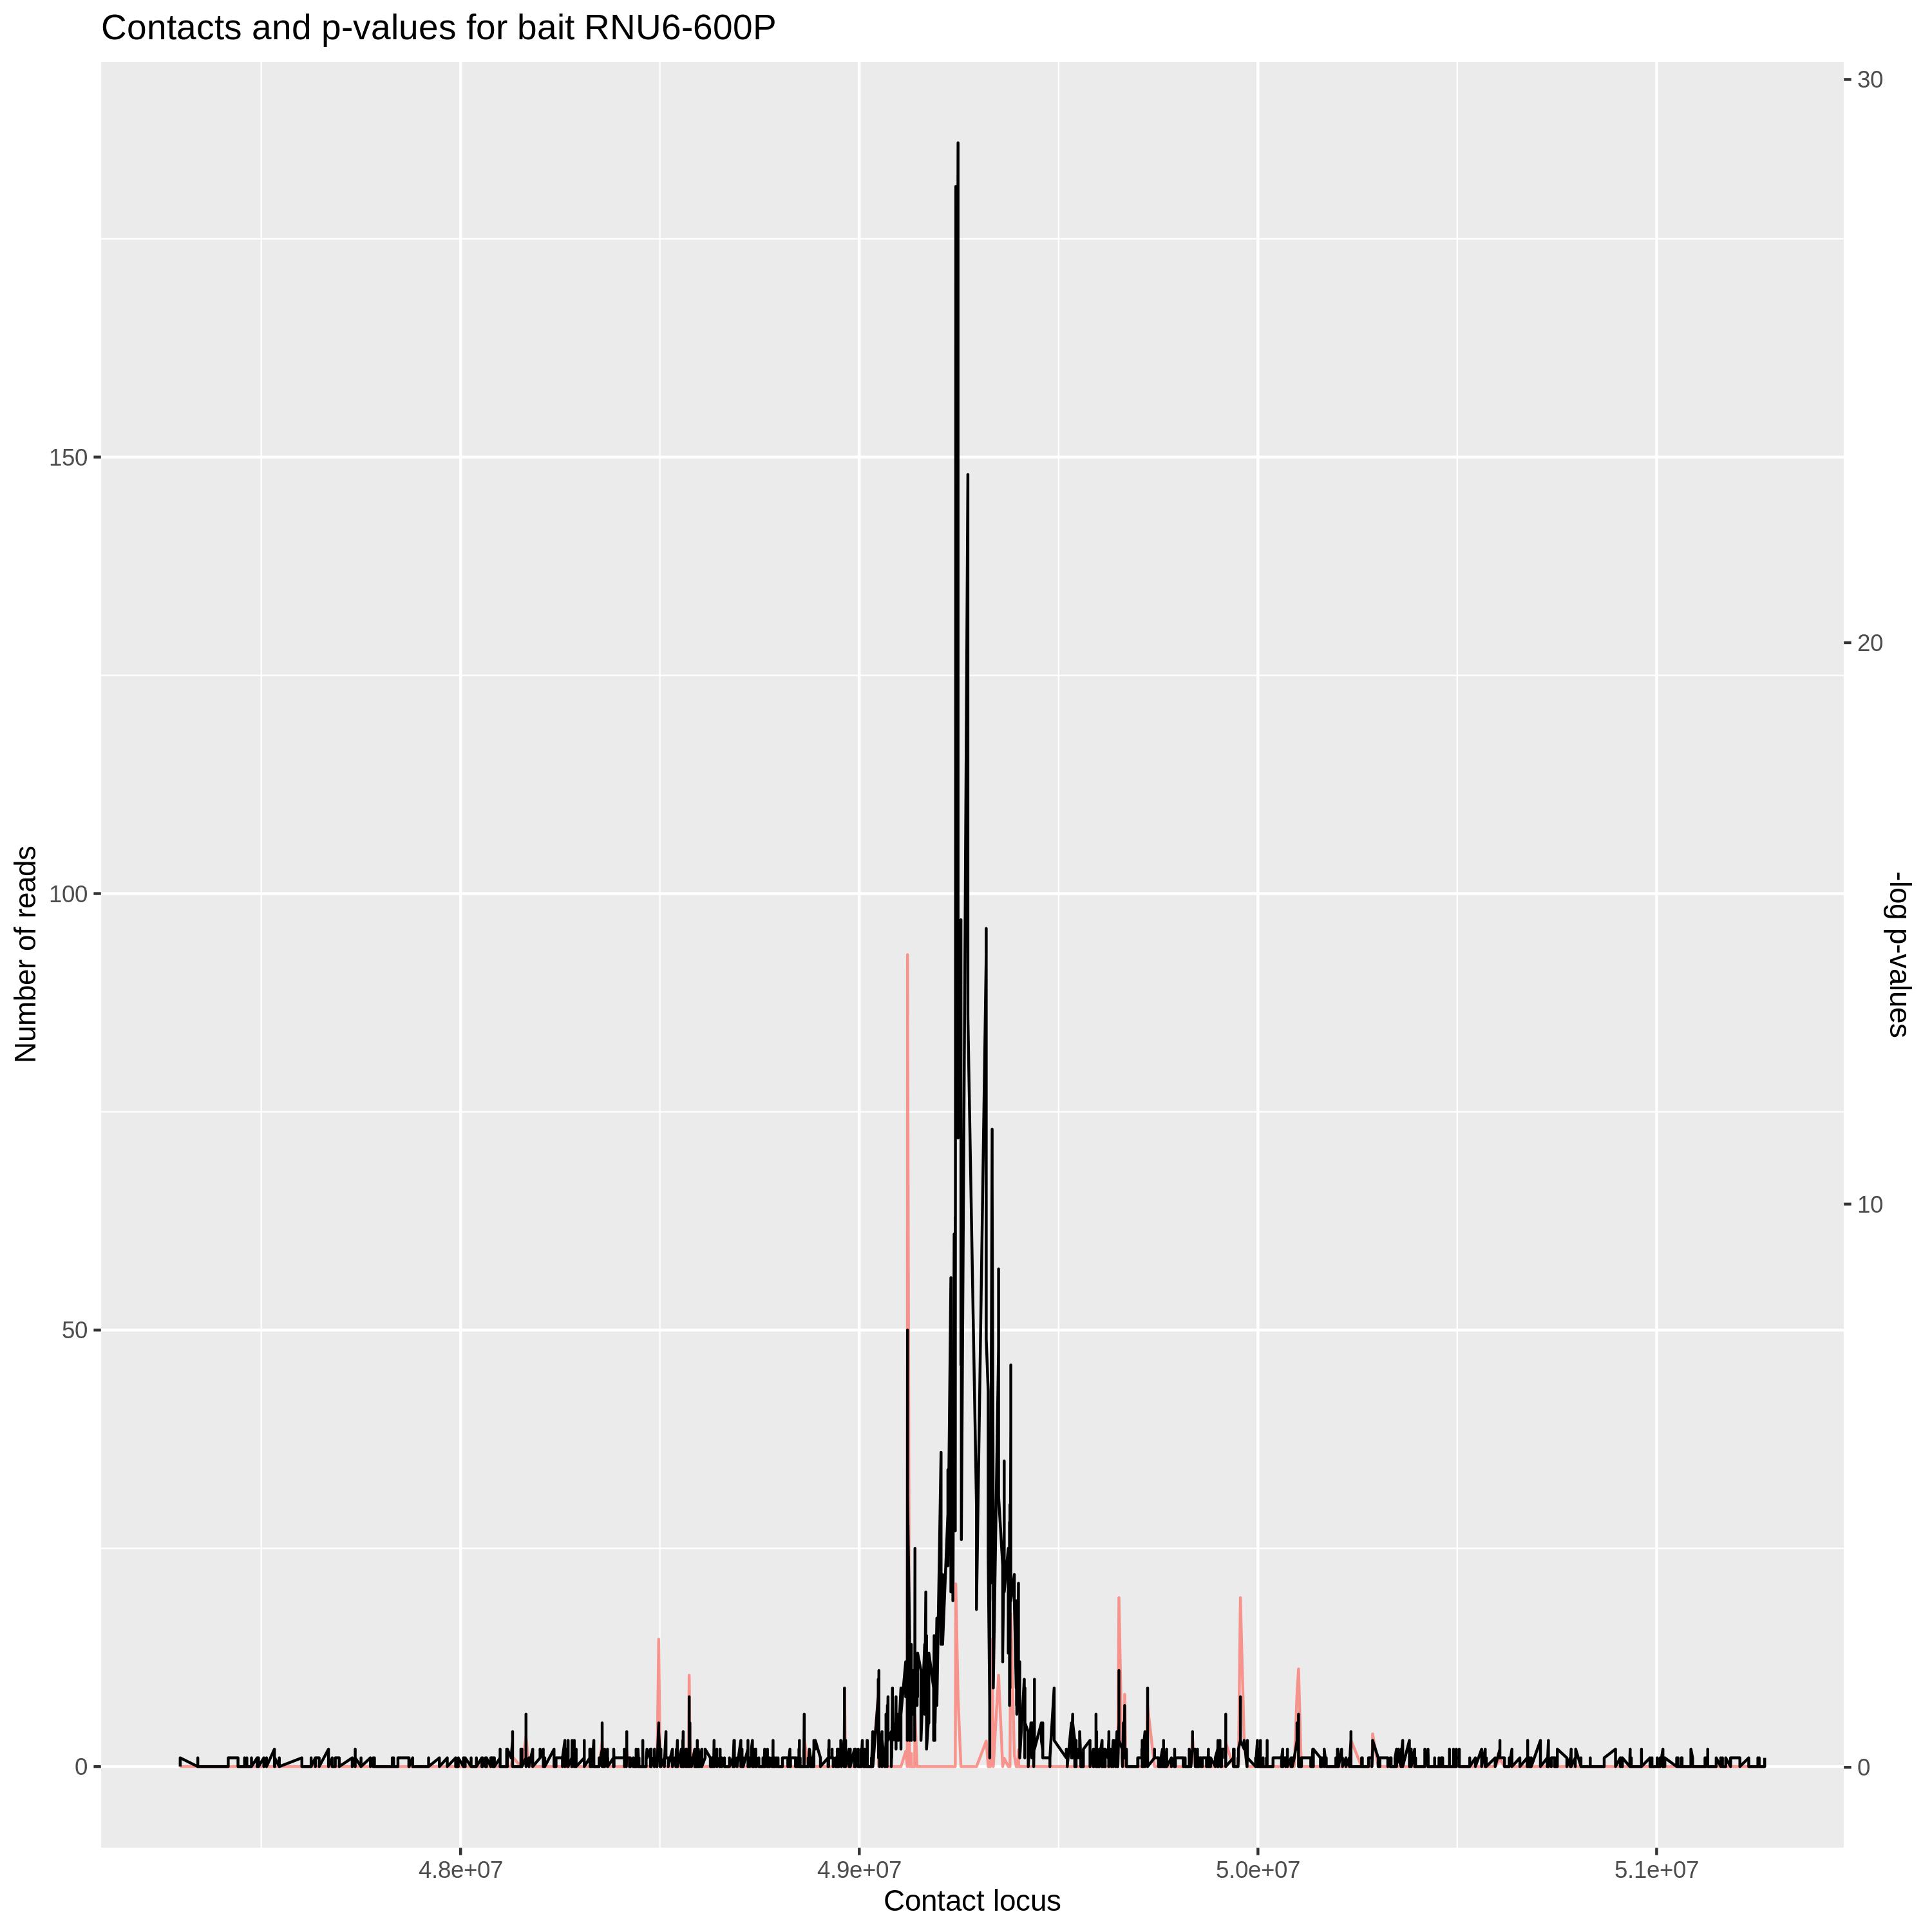 Contacts and p-values for bait RNU6-600P
Number of reads
150
100
50
0
30
20
10
0
-log p-values
4.8e+07
4.9e+07
5.0e+07
5.1e+07
Contact locus